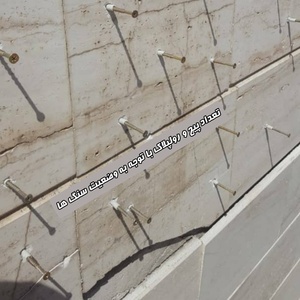 تعداد پیچ و رولپلاک با توجه به وضعیت سنگ ها